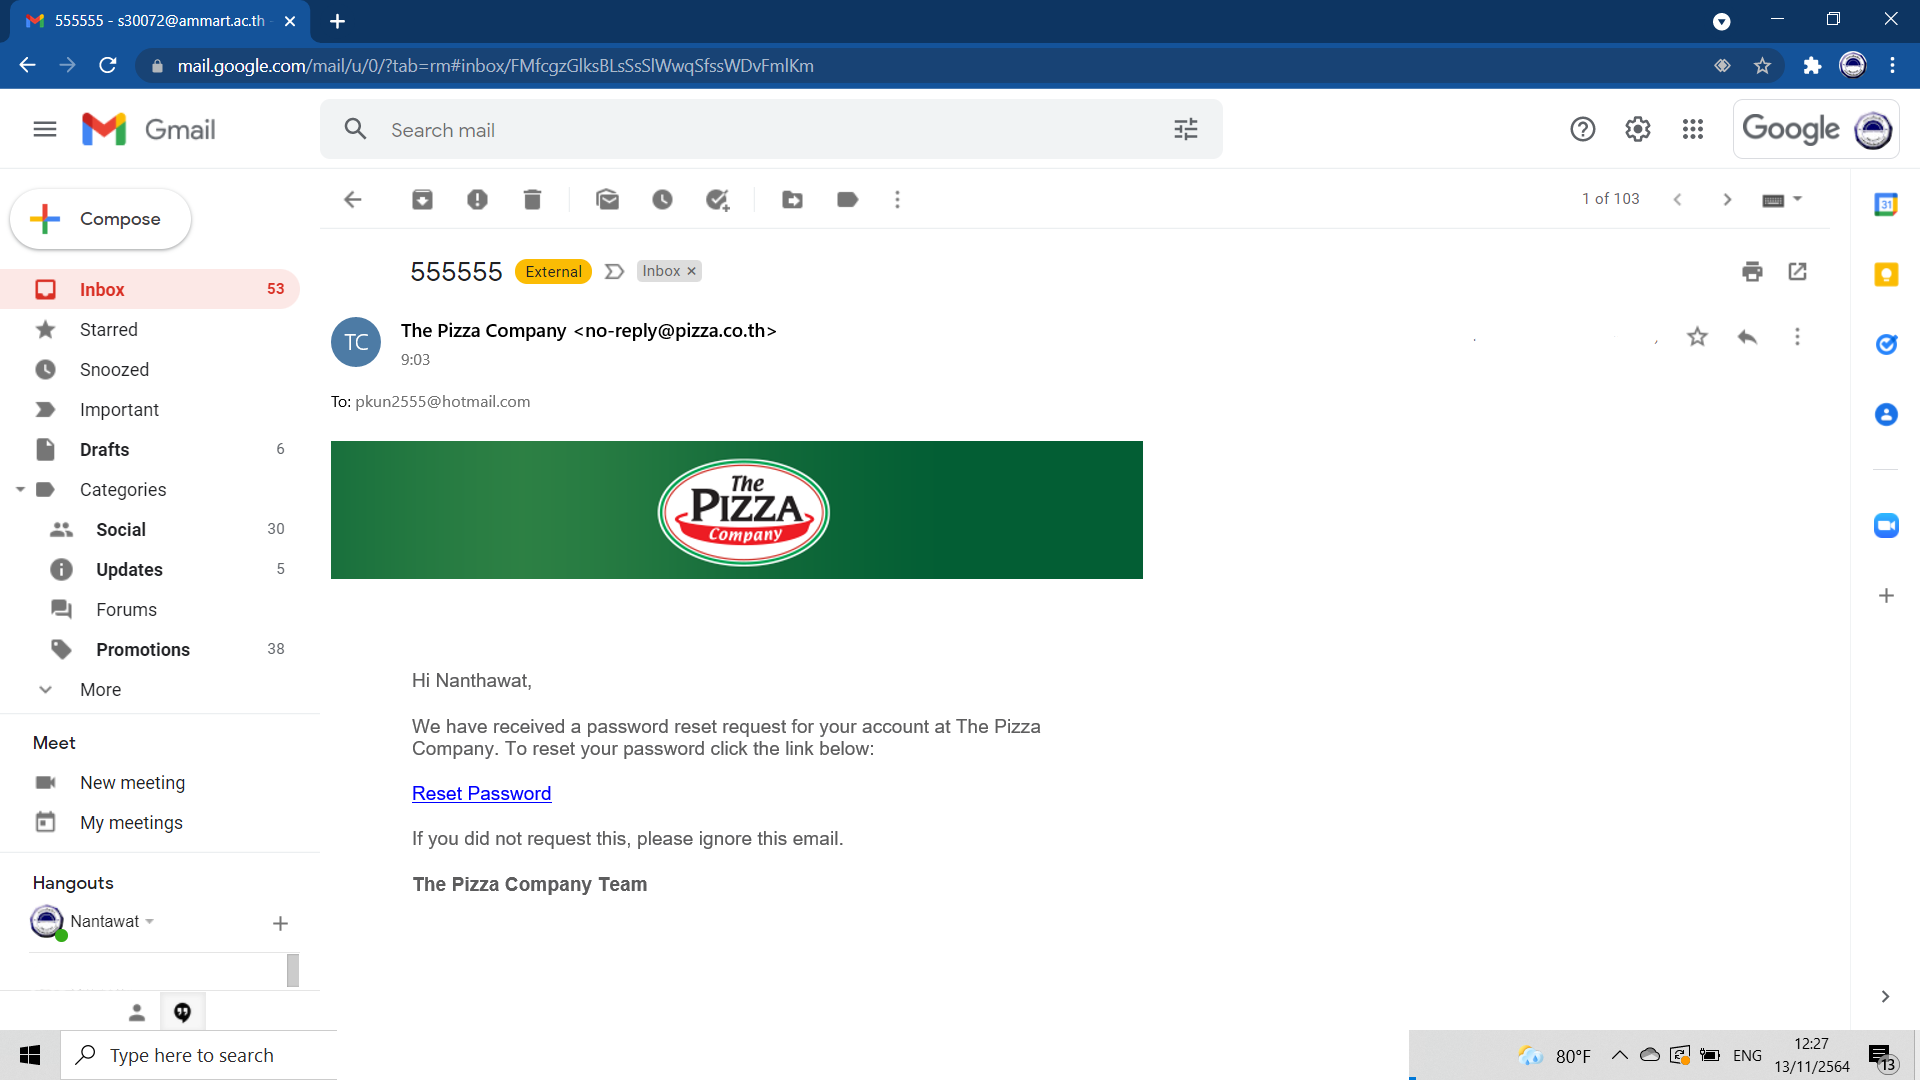 555555 - s30072@ammart.ac.th
mail.google.com/mail/u/0/?tab=rm#inbox/FMfcgzGlksBLsSsSlWwqSfssWDvFmlKm
Gmail
Search mail
Google
Compose
1 of 103
31
555555
External
Inbox ×
Inbox 53
Starred
Snoozed
Important
Drafts 6
Categories
Social 30
Updates 5
Forums
Promotions 38
More
Meet
New meeting
My meetings
Hangouts
Nantawat
TC
The Pizza Company <no-reply@pizza.co.th>
9:03
To: pkun2555@hotmail.com
The
PIZZA
Company
Hi Nanthawat,
We have received a password reset request for your account at The Pizza
Company. To reset your password click the link below:
Reset Password
If you did not request this, please ignore this email.
The Pizza Company Team
Type here to search
80°F
ENG
12:27
13/11/2564
13